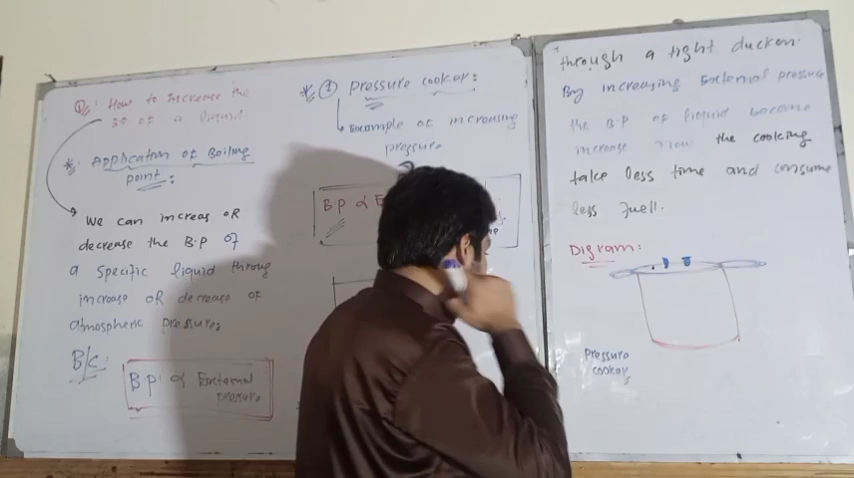 Q: How to increase the
BP of a liquid.
* Application of Boiling
point:
We can increas OR
decrease the B.P of
a specific liquid throug
increase OR decrease of
atmospheric pressures
B/c:
B.P ∝ External
pressure
* ① pressure cooker:
Example of increasing
pressure
B.P ∝ E
through a tight
By increasing External pressure
the B.P of liquid become
increase now the cooking
take less time and consume
less fuell.
Digram:
pressure
cooker